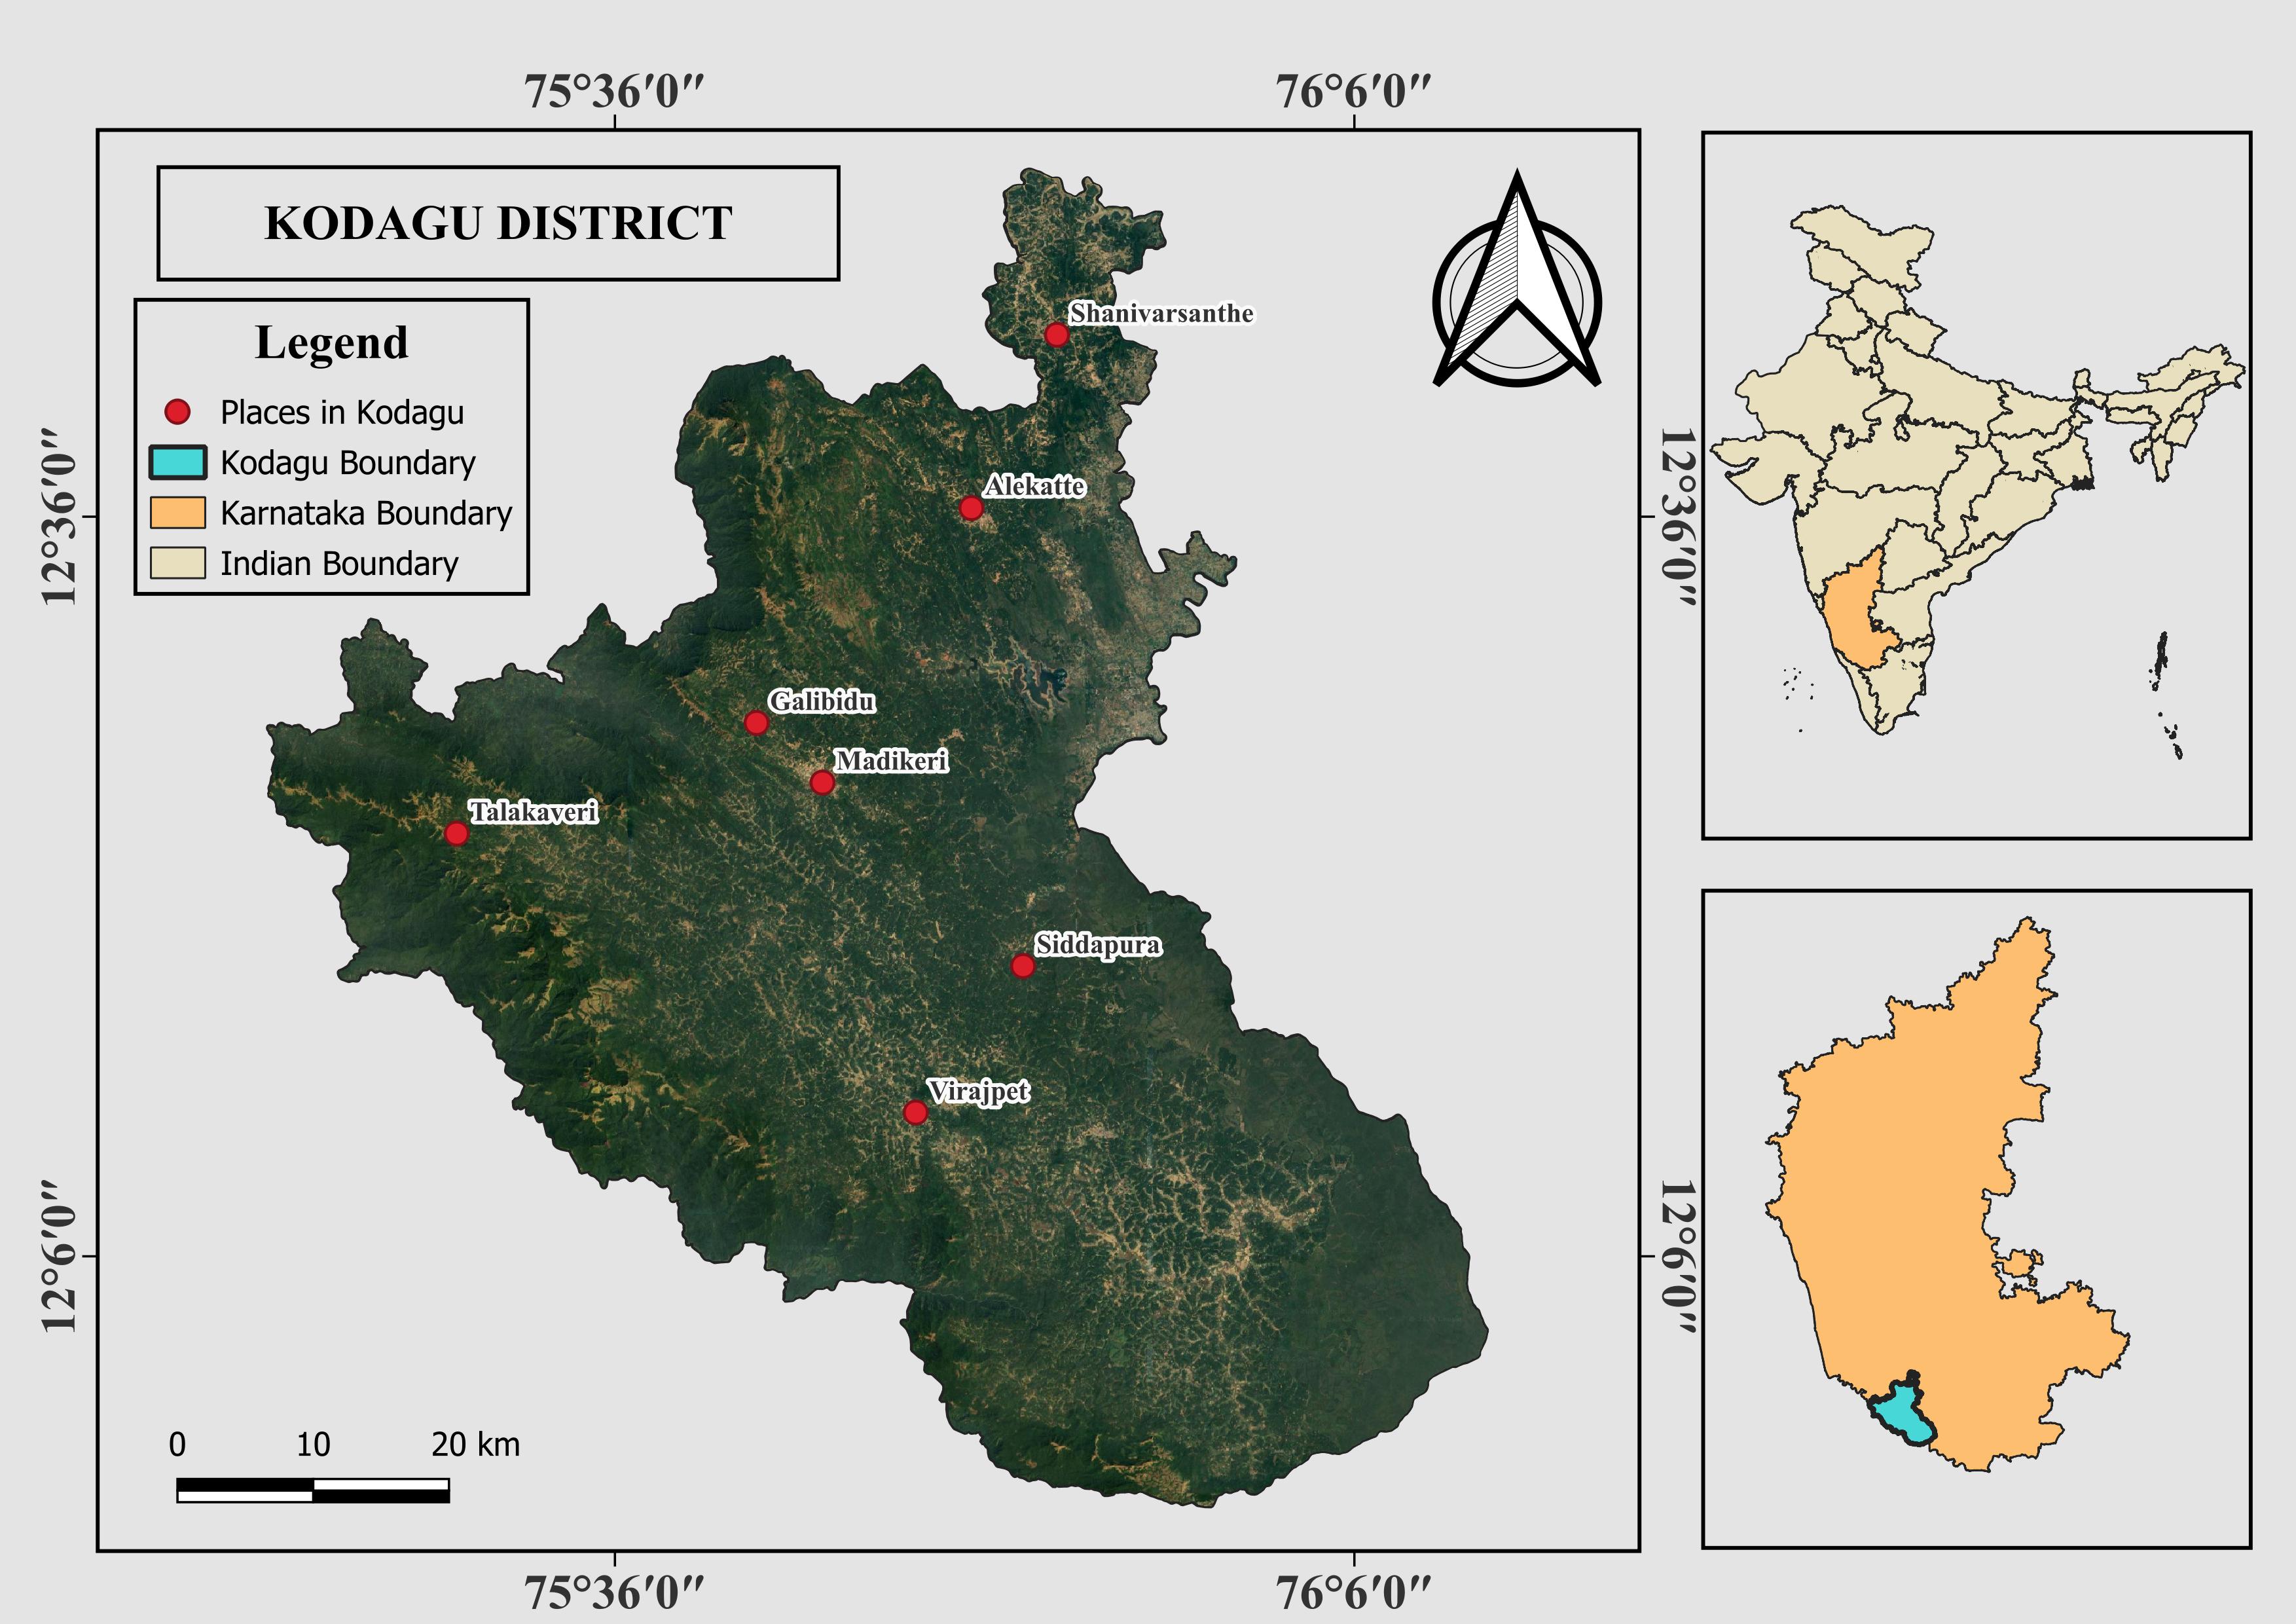 75°36′0″
76°6′0″
KODAGU DISTRICT
Legend
Places in Kodagu
Kodagu Boundary
Karnataka Boundary
Indian Boundary
12°36′0″
12°36′0″
Shanivarsanthe
Alekatte
Galibidu
Madikeri
Talakaveri
Siddapura
Virajpet
12°6′0″
12°6′0″
0 10 20 km
75°36′0″
76°6′0″